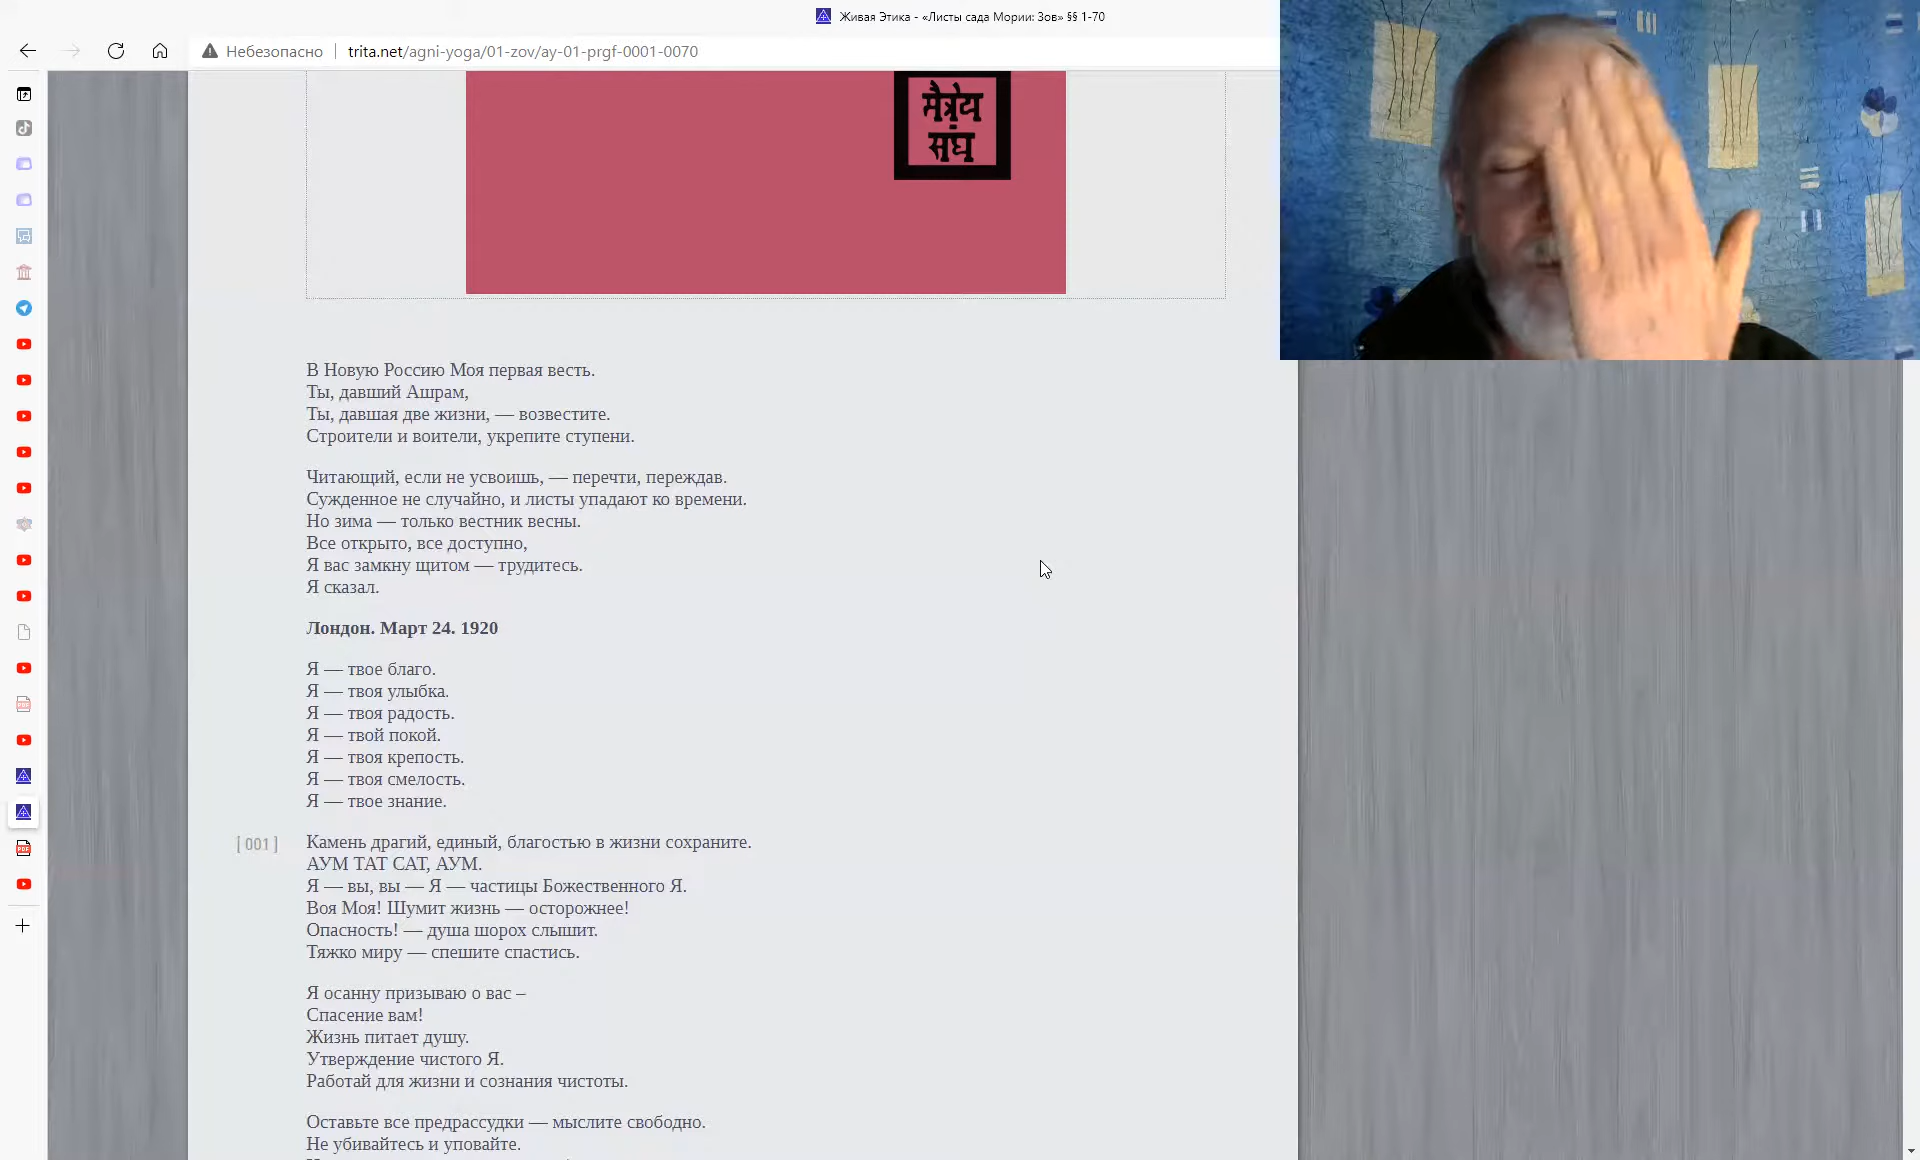 Живая Этика - «Листы сада Мории: Зов» §§ 1-70
Небезопасно
trita.net/agni-yoga/01-zov/ay-01-prgf-0001-0070
मैत्रेय
संघ
В Новую Россию Моя первая весть.
Ты, давший Ашрам,
Ты, давшая две жизни, — возвестите.
Строители и воители, укрепите ступени.
Читающий, если не усвоишь, — перечти, переждав.
Сужденное не случайно, и листы упадают ко времени.
Но зима — только вестник весны.
Все открыто, все доступно,
Я вас замкну щитом — трудитесь.
Я сказал.
Лондон. Март 24. 1920
Я — твое благо.
Я — твоя улыбка.
Я — твоя радость.
Я — твой покой.
Я — твоя крепость.
Я — твоя смелость.
Я — твое знание.
[ 001 ]
Камень драгий, единый, благостью в жизни сохраните.
АУМ ТАТ САТ, АУМ.
Я — вы, вы — Я — частицы Божественного Я.
Воя Моя! Шумит жизнь — осторожнее!
Опасность! — душа шорох слышит.
Тяжко миру — спешите спастись.
Я осанну призываю о вас –
Спасение вам!
Жизнь питает душу.
Утверждение чистого Я.
Работай для жизни и сознания чистоты.
Оставьте все предрассудки — мыслите свободно.
Не убивайтесь и уповайте.